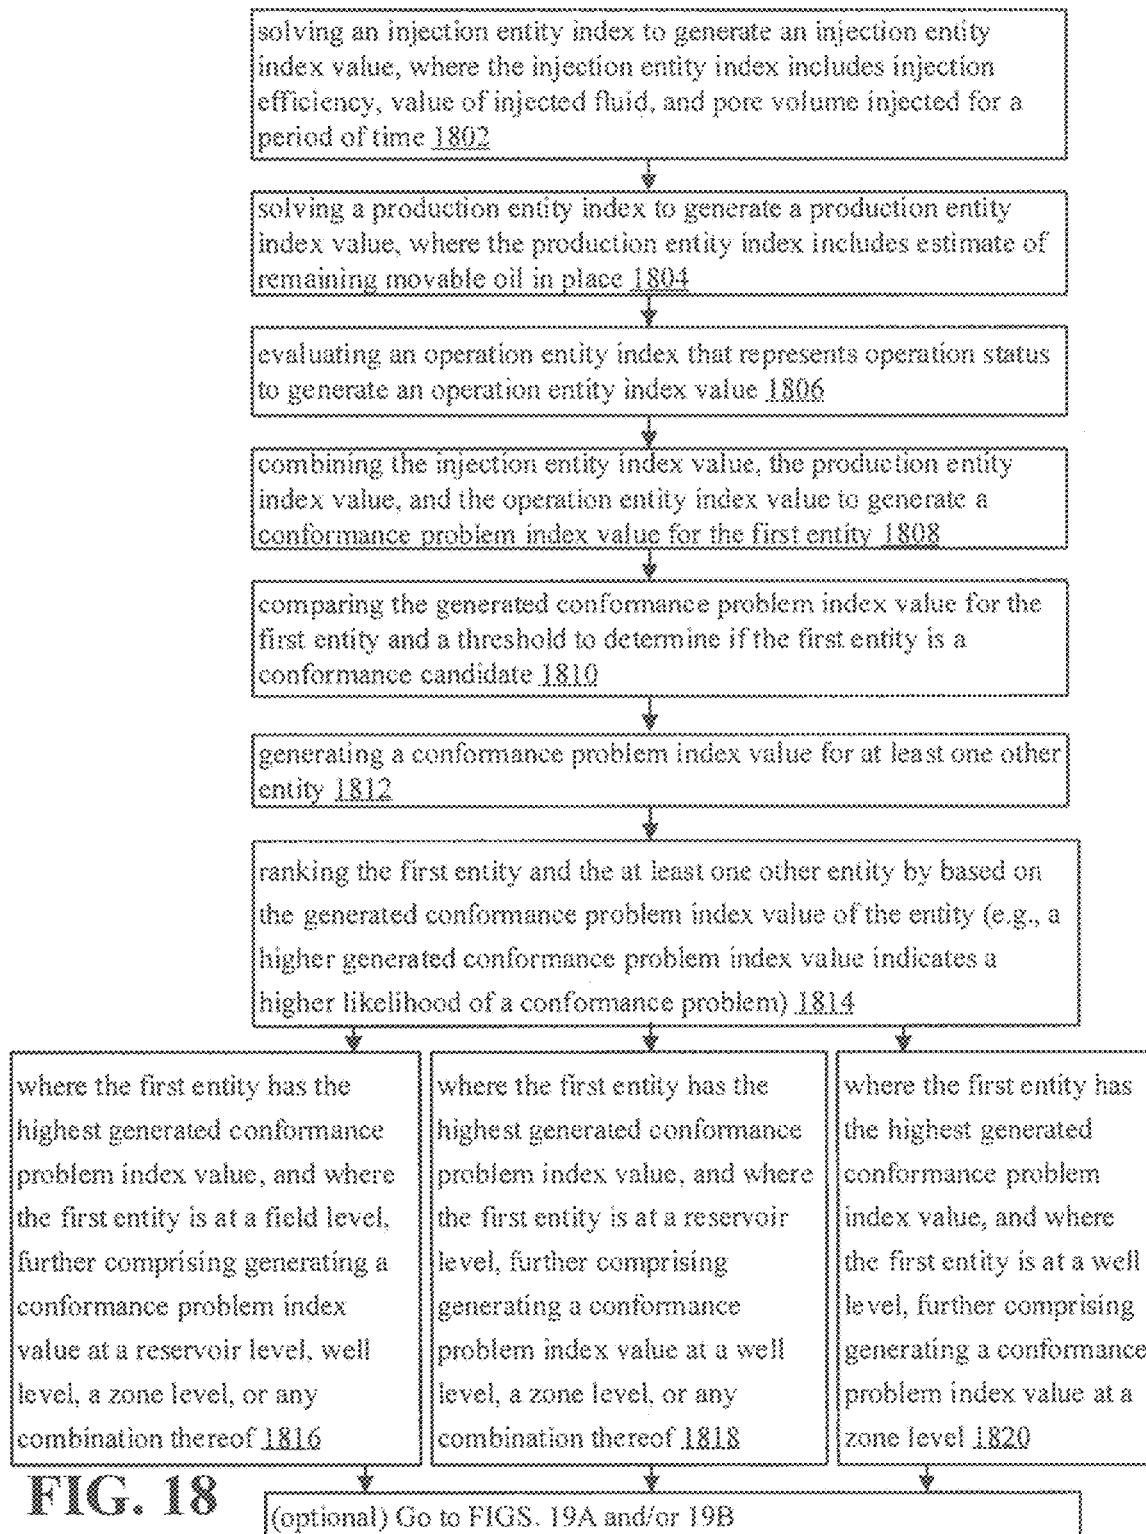 solving an injection entity index to generate an injection entity
index value, where the injection entity index includes injection
efficiency, value of injected fluid, and pore volume injected for a
period of time 1802
solving a production entity index to generate a production entity
index value, where the production entity index includes estimate of
remaining movable oil in place 1804
evaluating an operation entity index that represents operation status
to generate an operation entity index value 1806
combining the injection entity index value, the production entity
index value, and the operation entity index value to generate a
conformance problem index value for the first entity 1808
comparing the generated conformance problem index value for the
first entity and a threshold to determine if the first entity is a
conformance candidate 1810
generating a conformance problem index value for at least one other
entity 1812
ranking the first entity and the at least one other entity by based on
the generated conformance problem index value of the entity (e.g., a
higher generated conformance problem index value indicates a
higher likelihood of a conformance problem) 1814
where the first entity has the
highest generated conformance
problem index value, and where
the first entity is at a field level,
further comprising generating a
conformance problem index
value at a reservoir level, well
level, a zone level, or any
combination thereof 1816
where the first entity has the
highest generated conformance
problem index value, and where
the first entity is at a reservoir
level, further comprising
generating a conformance
problem index value at a well
level, a zone level, or any
combination thereof 1818
where the first entity has
the highest generated
conformance problem
index value, and where
the first entity is at a well
level, further comprising
generating a conformance
problem index value at a
zone level 1820
FIG. 18
(optional) Go to FIGS. 19A and/or 19B